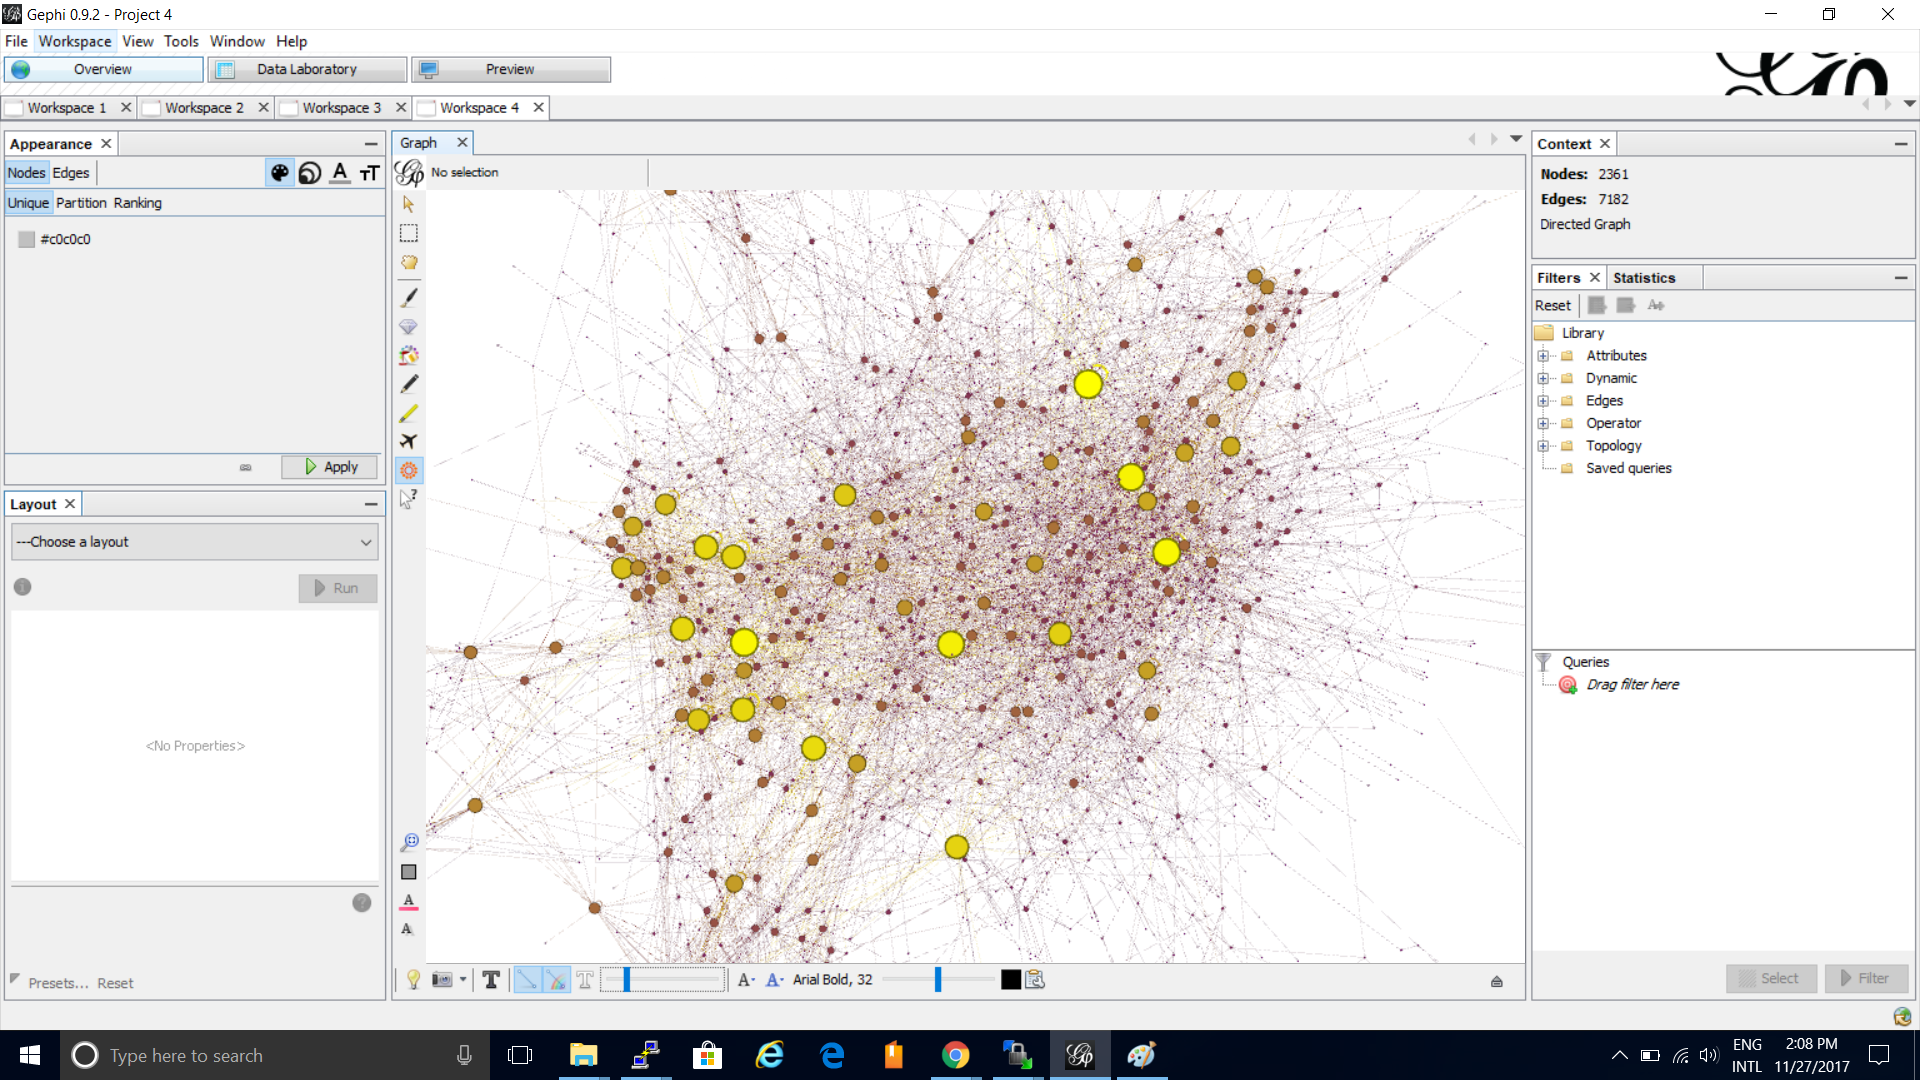 Gephi 0.9.2 - Project 4
File Workspace View Tools Window Help
Overview Data Laboratory Preview
Workspace 1 Workspace 2 Workspace 3 Workspace 4
Appearance
Nodes Edges
Unique Partition Ranking
#c0c0c0
Apply
Layout
---Choose a layout
Run
<No Properties>
Presets... Reset
Graph
No selection
Arial Bold, 32
Context
Nodes: 2361
Edges: 7182
Directed Graph
Filters Statistics
Reset
Library
Attributes
Dynamic
Edges
Operator
Topology
Saved queries
Queries
Drag filter here
Select Filter
Type here to search
ENG
INTL
2:08 PM
11/27/2017